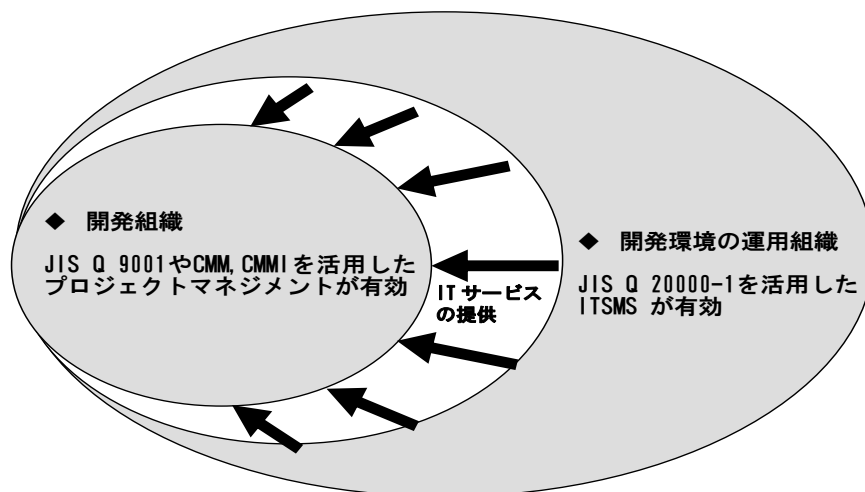 ◆ 開発組織
JIS Q 9001やCMM,CMMIを活用した
プロジェクトマネジメントが有効
ITサービス
の提供
◆ 開発環境の運用組織
JIS Q 20000-1を活用した
ITSMS が有効